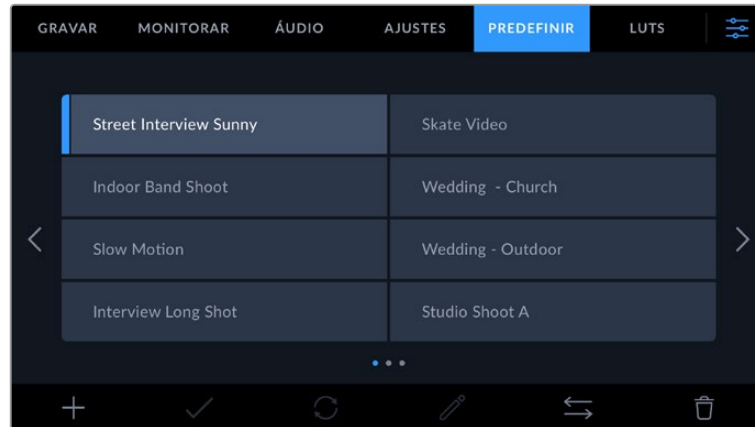 GRAVAR MONITORAR ÁUDIO AJUSTES PREDEFINIR LUTS
Street Interview Sunny Skate Video
Indoor Band Shoot Wedding - Church
Slow Motion Wedding - Outdoor
Interview Long Shot Studio Shoot A